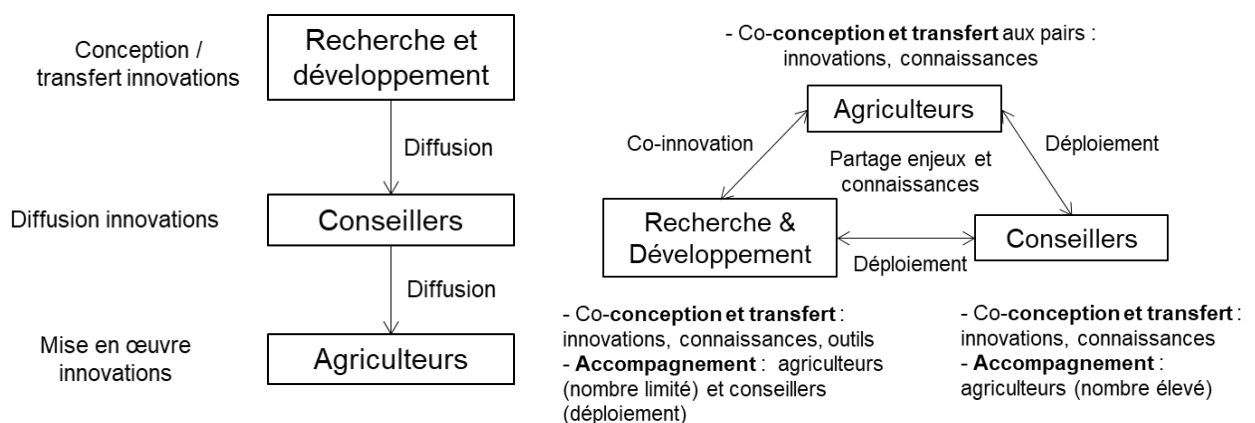 Conception /
transfert innovations
Recherche et
développement
Diffusion
Diffusion innovations
Conseillers
Diffusion
Mise en œuvre
innovations
Agriculteurs
- Co-conception et transfert aux pairs :
innovations, connaissances
Agriculteurs
Co-innovation
Déploiement
Partage enjeux et
connaissances
Recherche &
Développement
Déploiement
Conseillers
- Co-conception et transfert :
innovations, connaissances, outils
- Accompagnement : agriculteurs
(nombre limité) et conseillers
(déploiement)
- Co-conception et transfert :
innovations, connaissances
- Accompagnement :
agriculteurs (nombre élevé)